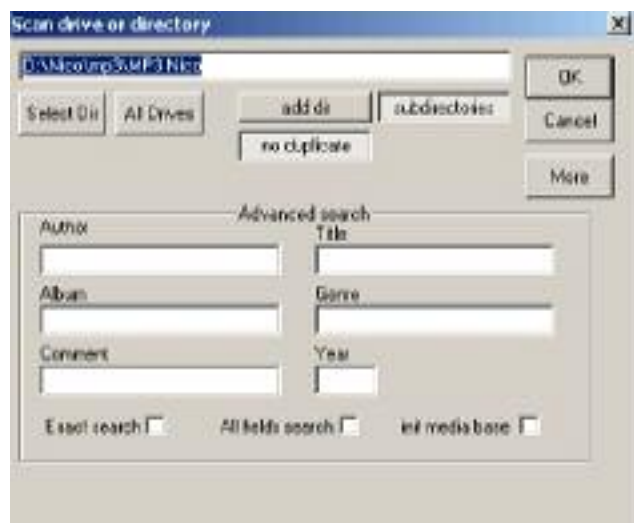 Scan drive or directory
D:\Nico\mp3\MP3 Nico
OK
Select Dir All Drives add dir subdirectories
Cancel
no duplicate
More
Advanced search
Author Title
Album Genre
Comment Year
Exact search All fields search init media base